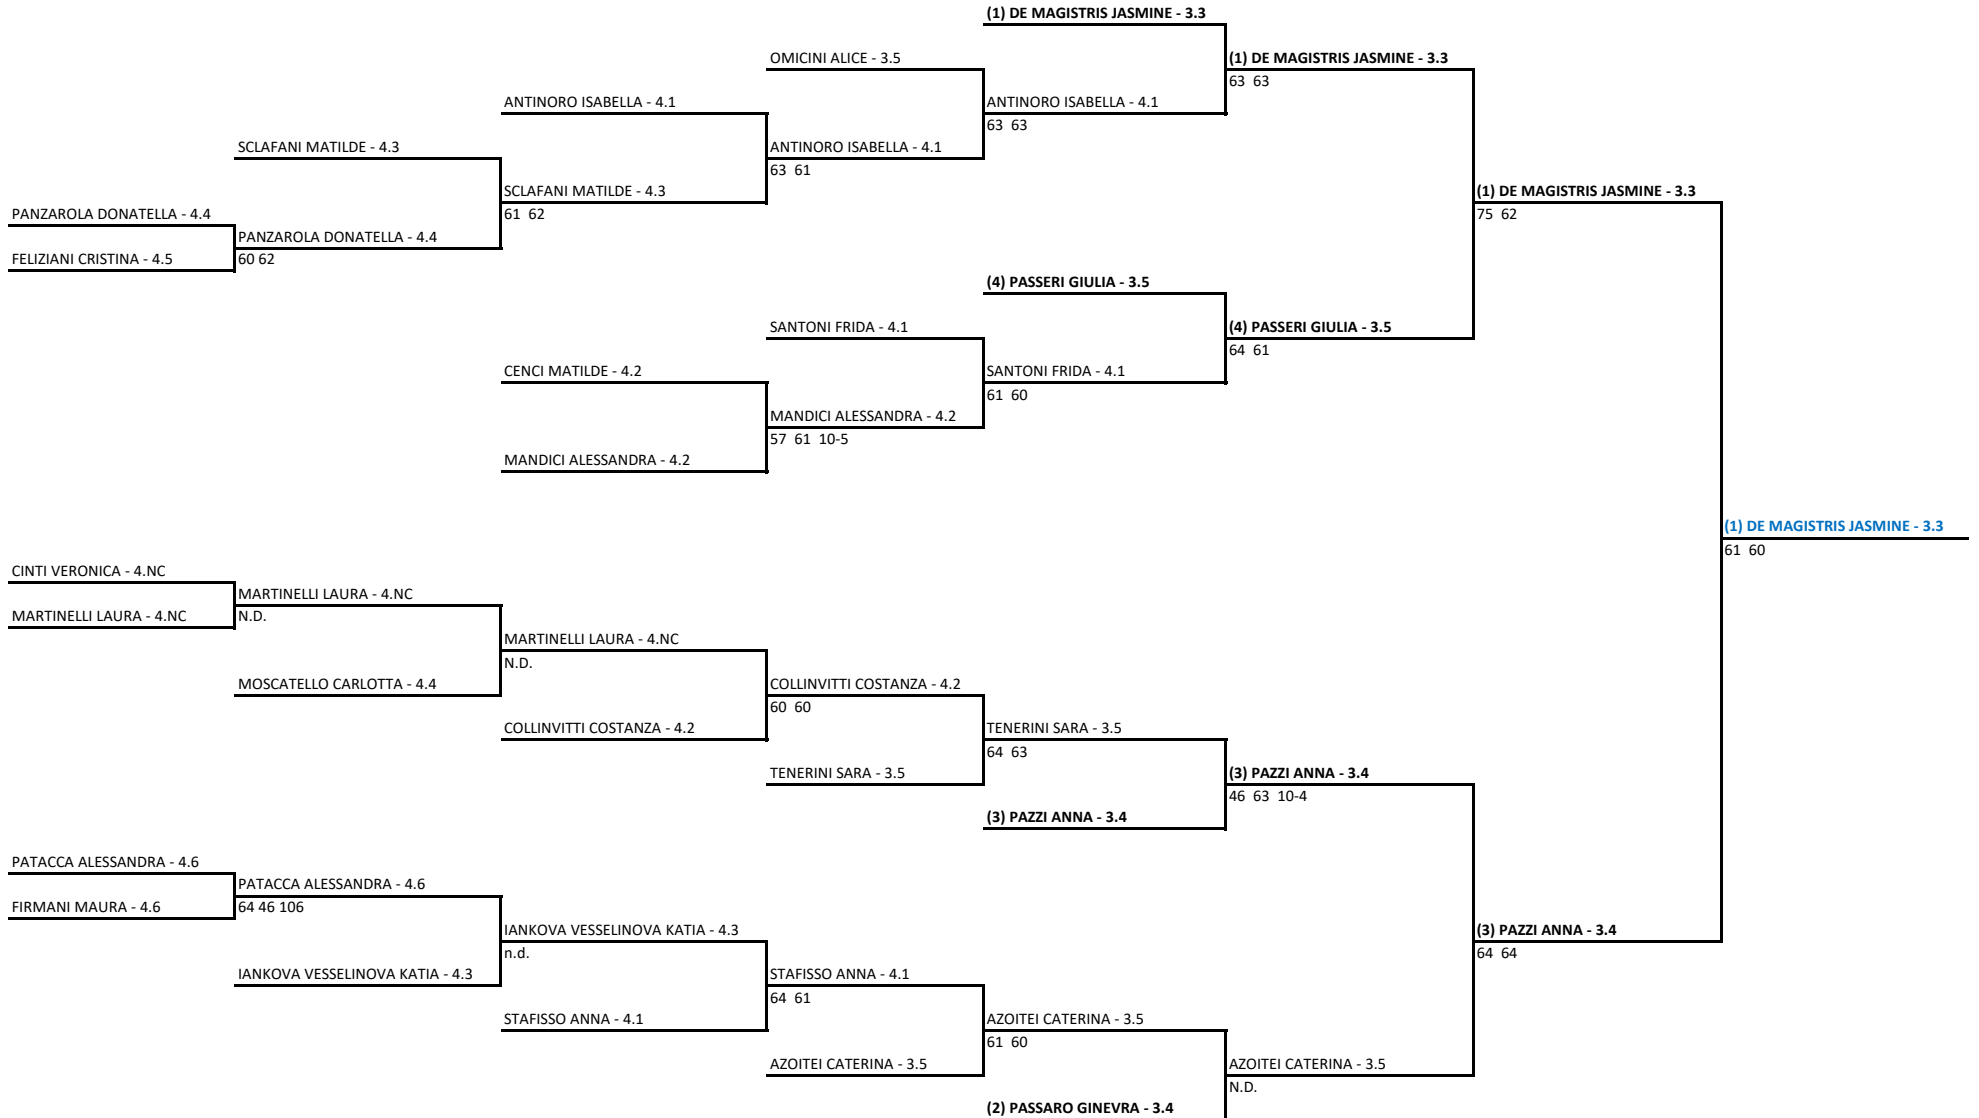 (1) DE MAGISTRIS JASMINE - 3.3
OMICINI ALICE - 3.5
(1) DE MAGISTRIS JASMINE - 3.3
63  63
ANTINORO ISABELLA - 4.1
ANTINORO ISABELLA - 4.1
63  63
SCLAFANI MATILDE - 4.3
ANTINORO ISABELLA - 4.1
63  61
SCLAFANI MATILDE - 4.3
61  62
(1) DE MAGISTRIS JASMINE - 3.3
75  62
PANZAROLA DONATELLA - 4.4
PANZAROLA DONATELLA - 4.4
FELIZIANI CRISTINA - 4.5
60 62
(4) PASSERI GIULIA - 3.5
SANTONI FRIDA - 4.1
(4) PASSERI GIULIA - 3.5
64  61
CENCI MATILDE - 4.2
SANTONI FRIDA - 4.1
61  60
MANDICI ALESSANDRA - 4.2
57  61  10-5
MANDICI ALESSANDRA - 4.2
(1) DE MAGISTRIS JASMINE - 3.3
61  60
CINTI VERONICA - 4.NC
MARTINELLI LAURA - 4.NC
MARTINELLI LAURA - 4.NC
N.D.
MARTINELLI LAURA - 4.NC
N.D.
MOSCATELLO CARLOTTA - 4.4
COLLINVITTI COSTANZA - 4.2
60  60
COLLINVITTI COSTANZA - 4.2
TENERINI SARA - 3.5
64  63
TENERINI SARA - 3.5
(3) PAZZI ANNA - 3.4
46  63  10-4
(3) PAZZI ANNA - 3.4
PATACCA ALESSANDRA - 4.6
PATACCA ALESSANDRA - 4.6
FIRMANI MAURA - 4.6
64 46 106
IANKOVA VESSELINOVA KATIA - 4.3
n.d.
(3) PAZZI ANNA - 3.4
64  64
IANKOVA VESSELINOVA KATIA - 4.3
STAFISSO ANNA - 4.1
64  61
STAFISSO ANNA - 4.1
AZOITEI CATERINA - 3.5
61  60
AZOITEI CATERINA - 3.5
AZOITEI CATERINA - 3.5
N.D.
(2) PASSARO GINEVRA - 3.4